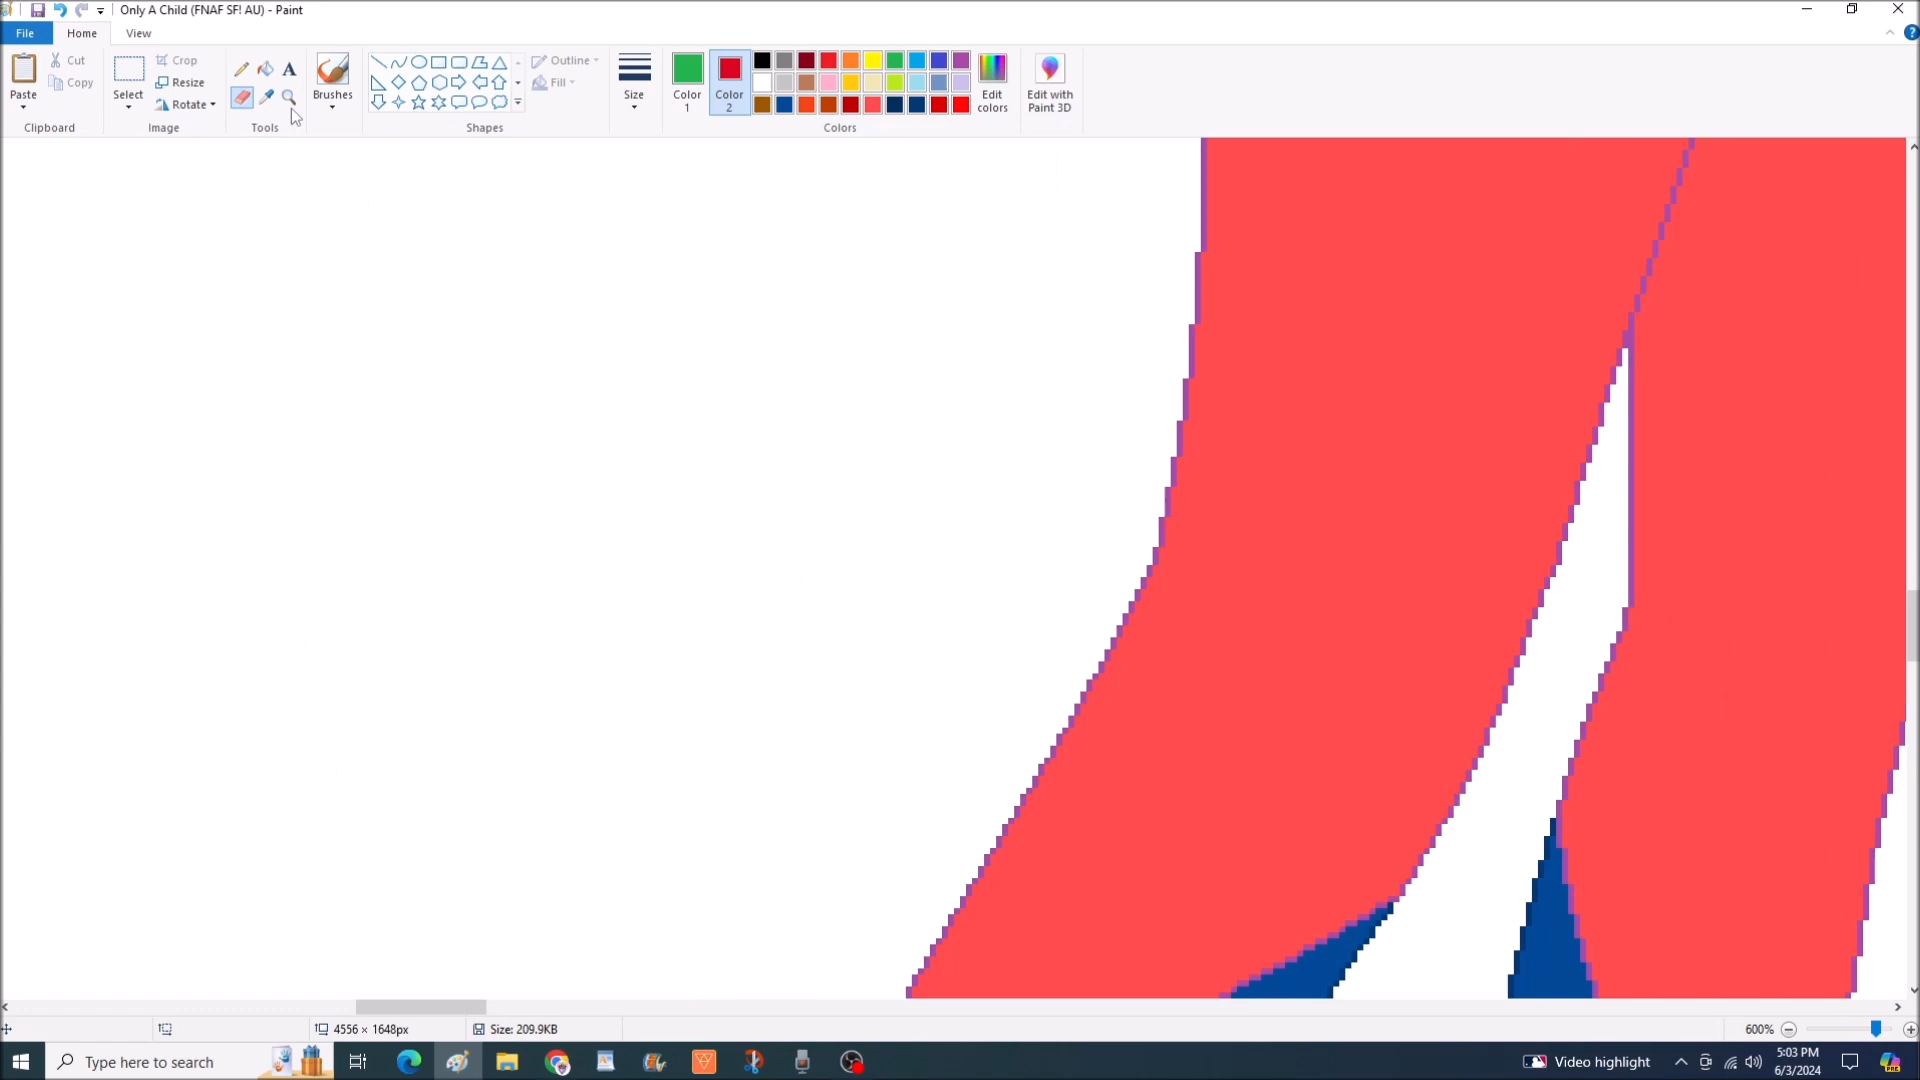 Only A Child (FNAF SF! AU) - Paint
File Home View
Paste
Cut
Copy
Clipboard
Select
Crop
Resize
Rotate
Image
A
Tools
Brushes
Shapes
Outline
Fill
Size
Color 1
Color 2
Edit colors
Colors
Edit with Paint 3D
4556 × 1648px
Size: 209.9KB
600%
Type here to search
Video highlight
5:03 PM
6/3/2024